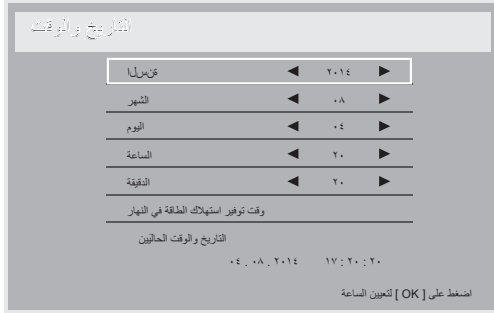 التاريخ والوقت
ةنسلا ◀ ٢٠١٤ ▶
الشهر ◀ ٠٨ ▶
اليوم ◀ ٠٤ ▶
الساعة ◀ ٢٠ ▶
الدقيقة ◀ ٢٠ ▶
وقت توفير استهلاك الطاقة في النهار
التاريخ والوقت الحاليين
٠٤ . ٠٨ . ٢٠١٤ ١٧ : ٢٠ : ٢٠
اضغط على [ OK ] لتعيين الساعة